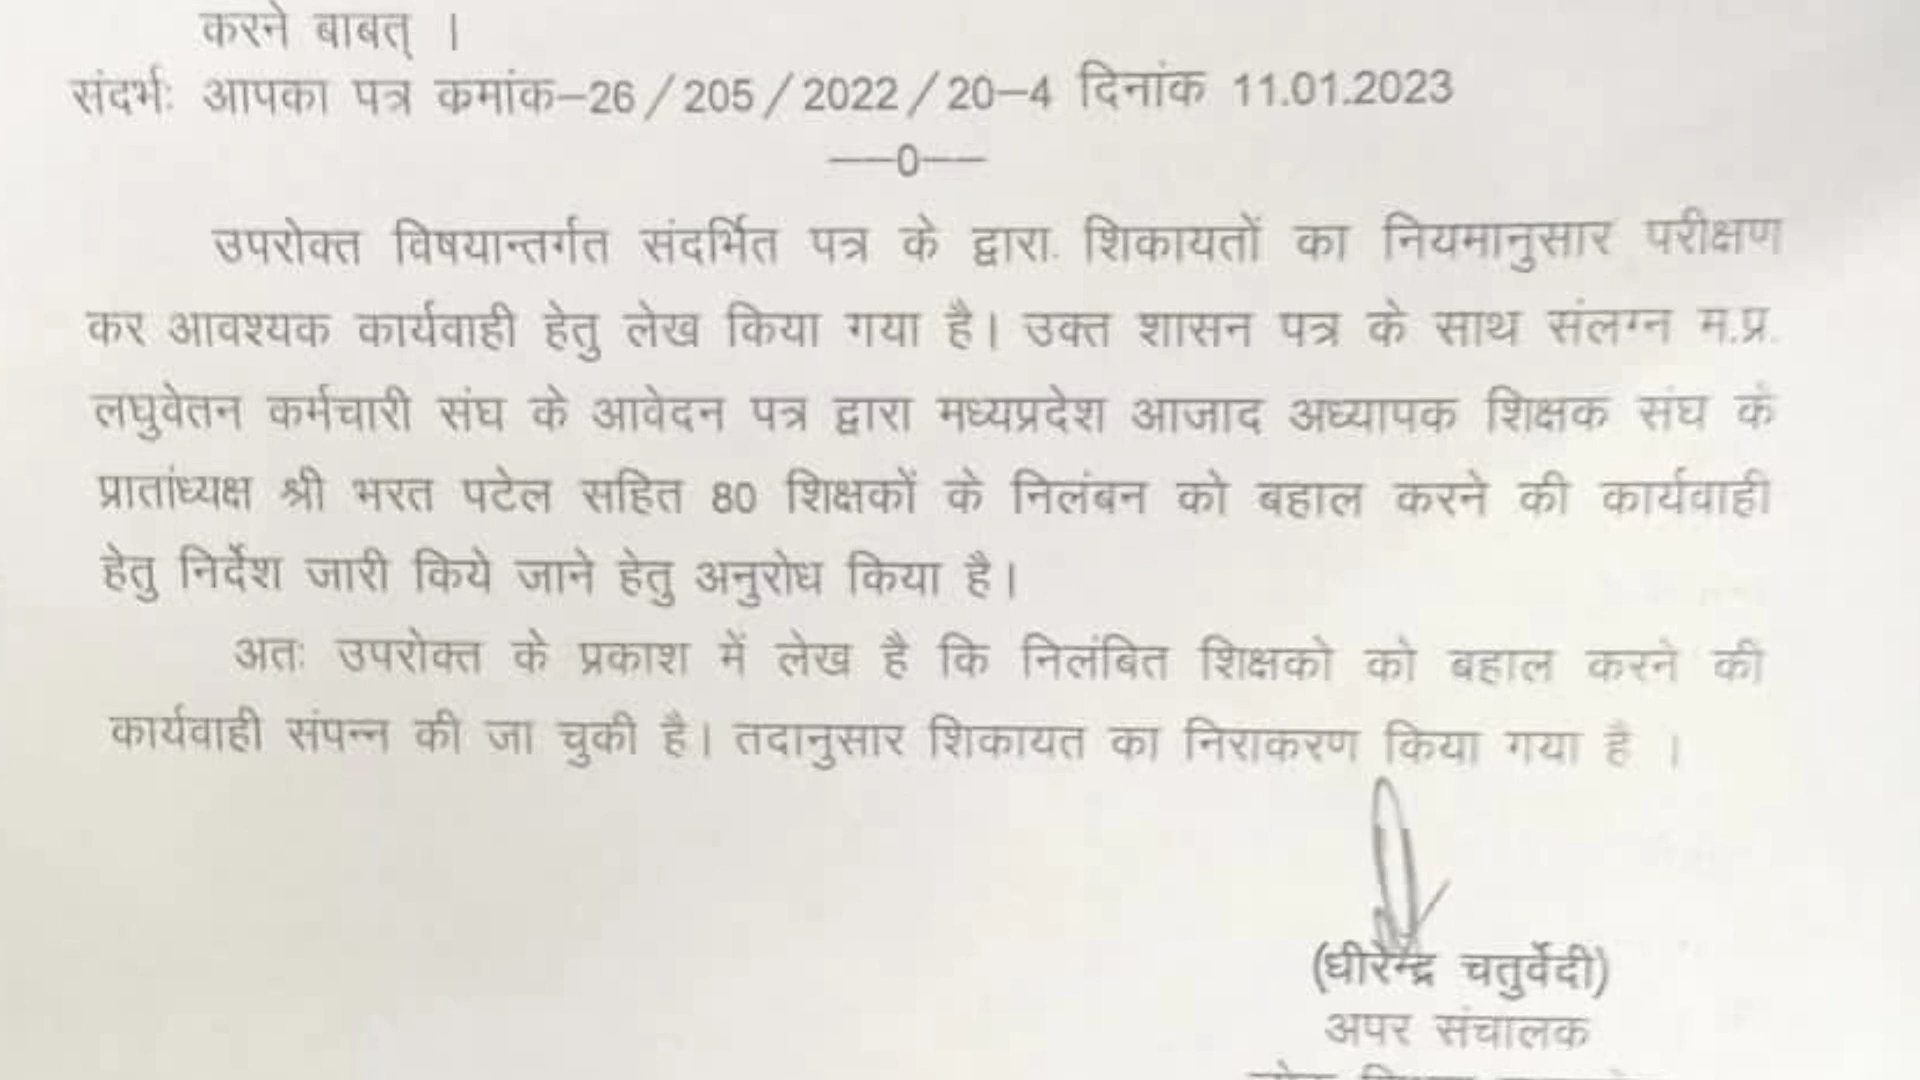 करने बाबत् ।
संदर्भः आपका पत्र कमांक–26/205/2022/20–4 दिनांक 11.01.2023
––0––
उपरोक्त विषयान्तर्गत संदर्भित पत्र के द्वारा. शिकायतों का नियमानुसार परीक्षण
कर आवश्यक कार्यवाही हेतु लेख किया गया है। उक्त शासन पत्र के साथ संलग्न म.प्र.
लघुवेतन कर्मचारी संघ के आवेदन पत्र द्वारा मध्यप्रदेश आजाद अध्यापक शिक्षक संघ के
प्रातांध्यक्ष श्री भरत पटेल सहित 80 शिक्षकों के निलंबन को बहाल करने की कार्यवाही
हेतु निर्देश जारी किये जाने हेतु अनुरोध किया है।
अतः उपरोक्त के प्रकाश में लेख है कि निलंबित शिक्षको को बहाल करने की
कार्यवाही संपन्न की जा चुकी है। तदानुसार शिकायत का निराकरण किया गया है ।
(धीरेन्द्र चतुर्वेदी)
अपर संचालक